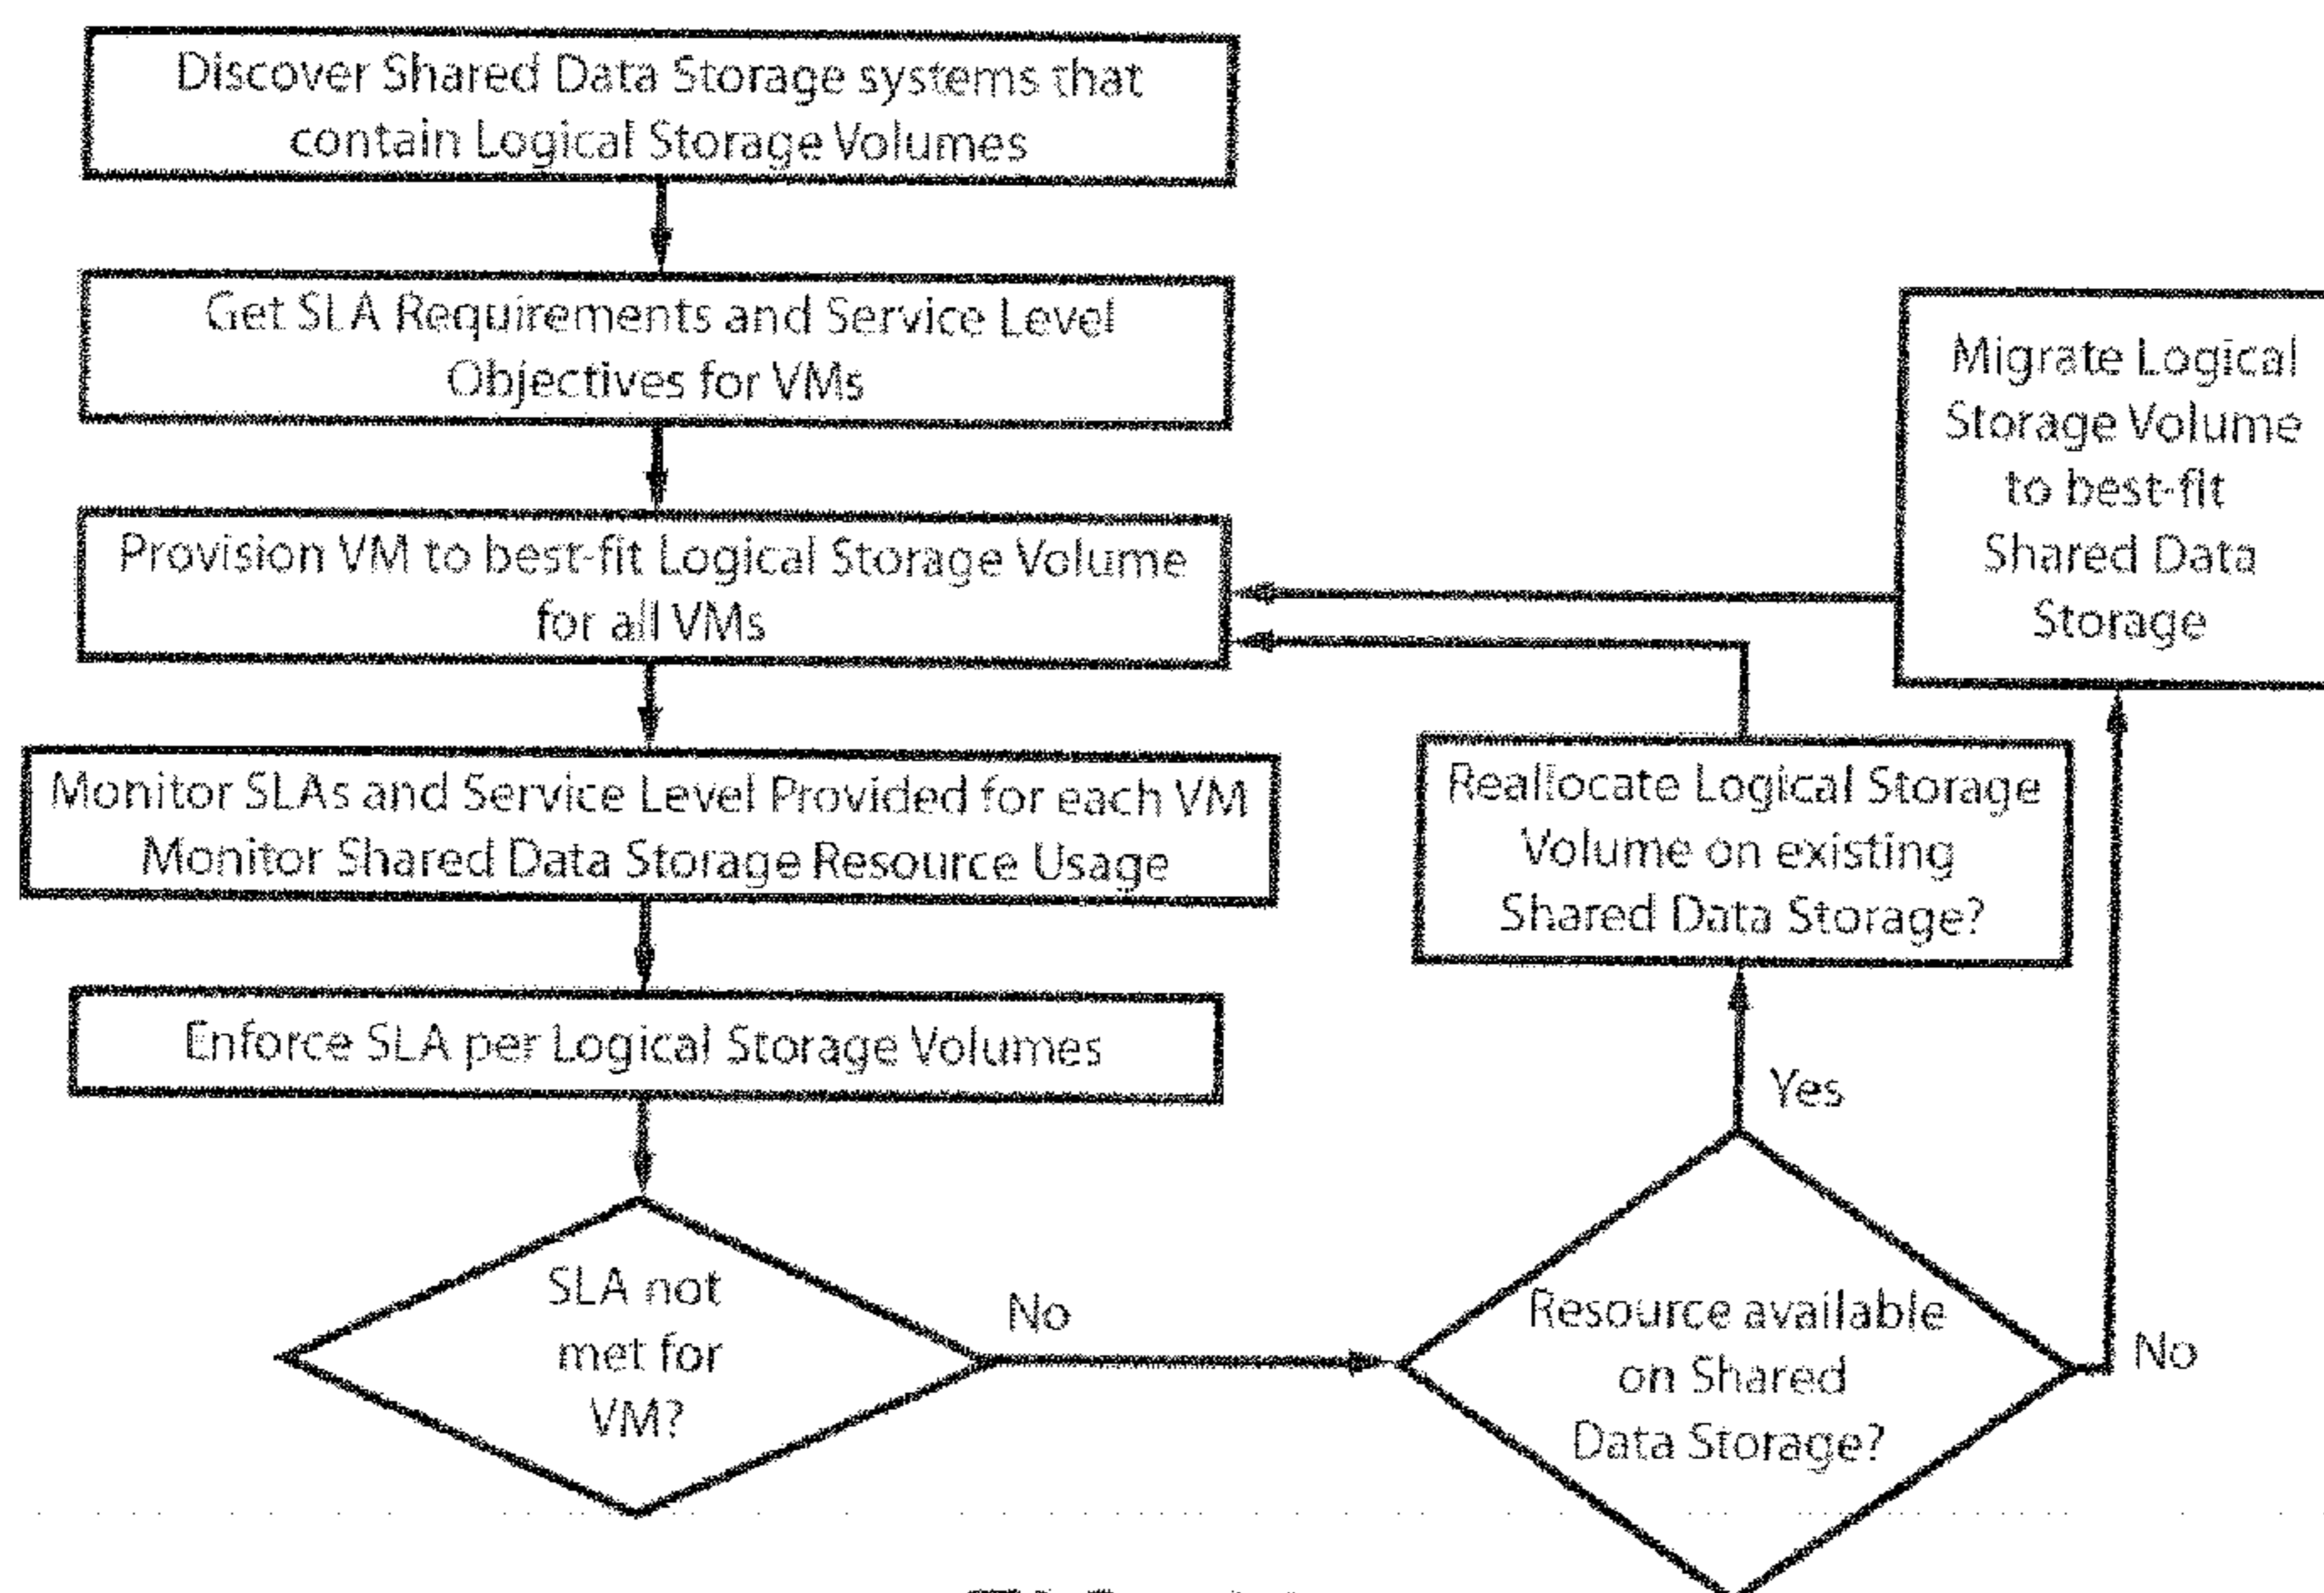 Discover Shared Data Storage systems that
contain Logical Storage Volumes
Get SLA Requirements and Service Level
Objectives for VMs
Provision VM to best-fit Logical Storage Volume
for all VMs
Migrate Logical
Storage Volume
to best-fit
Shared Data
Storage
Monitor SLAs and Service Level Provided for each VM
Monitor Shared Data Storage Resource Usage
Reallocate Logical Storage
Volume on existing
Shared Data Storage?
Enforce SLA per Logical Storage Volumes
Yes
SLA not
met for
VM?
No
Resource available
on Shared
Data Storage?
No